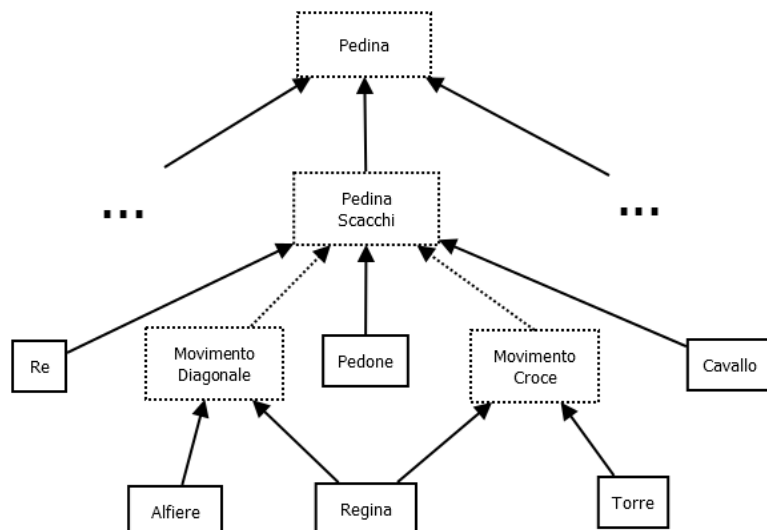 Pedina
...
...
Pedina
Scacchi
Re
Movimento
Diagonale
Pedone
Movimento
Croce
Cavallo
Alfiere
Regina
Torre